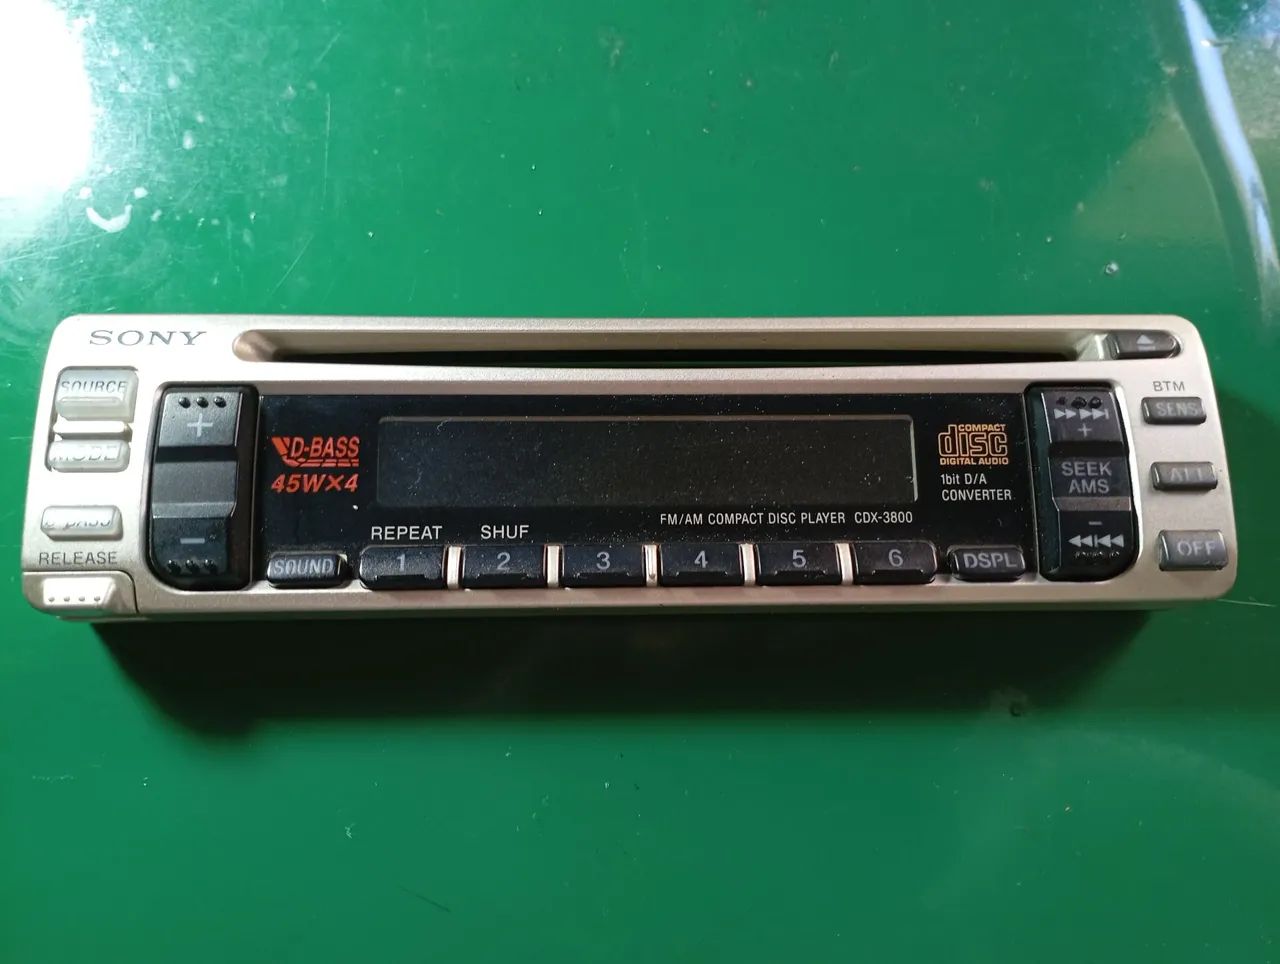 SONY
SOURCE
MODE
D-BASS
RELEASE
+
−
D-BASS
45W×4
SOUND
REPEAT
SHUF
1
2
3
4
5
6
FM/AM COMPACT DISC PLAYER CDX-3800
COMPACT
disc
DIGITAL AUDIO
1bit D/A
CONVERTER
DSPL
+
SEEK
AMS
−
BTM
SENS
OFF